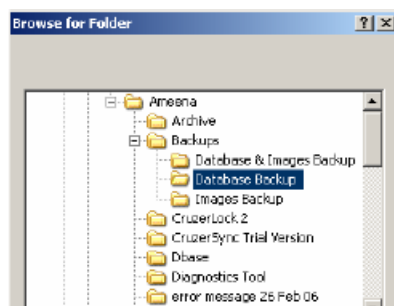 Browse for Folder
Ameena
Archive
Backups
Database & Images Backup
Database Backup
Images Backup
CruzerLock 2
CruzerSync Trial Version
Dbase
Diagnostics Tool
error message 26 Feb 06